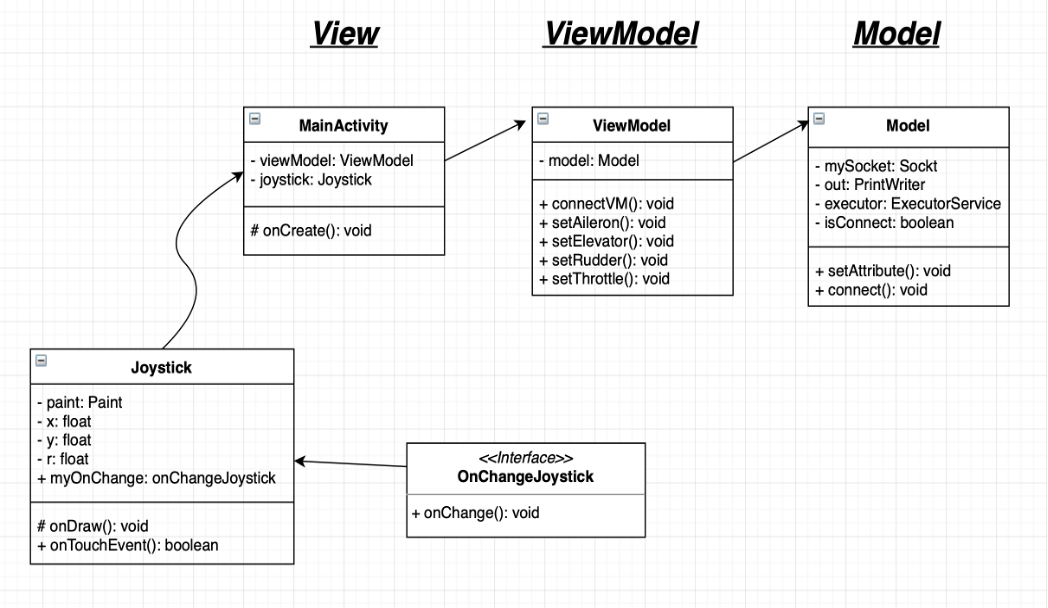 View
ViewModel
Model
MainActivity
- viewModel: ViewModel
- joystick: Joystick
# onCreate(): void
ViewModel
- model: Model
+ connectVM(): void
+ setAileron(): void
+ setElevator(): void
+ setRudder(): void
+ setThrottle(): void
Model
- mySocket: Sockt
- out: PrintWriter
- executor: ExecutorService
- isConnect: boolean
+ setAttribute(): void
+ connect(): void
Joystick
- paint: Paint
- x: float
- y: float
- r: float
+ myOnChange: onChangeJoystick
# onDraw(): void
+ onTouchEvent(): boolean
<<Interface>>
OnChangeJoystick
+ onChange(): void